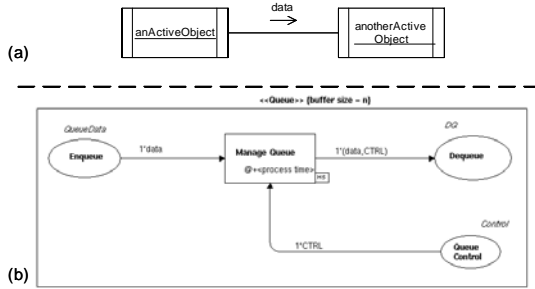 data
anActiveObject
anotherActive
Object
(a)
<<Queue>> {buffer size = n}
QueueData
DQ
Enqueue
1`data
Manage Queue
1`(data,CTRL)
Dequeue
@+<<process time>>
HS
Control
1`CTRL
Queue
Control
(b)